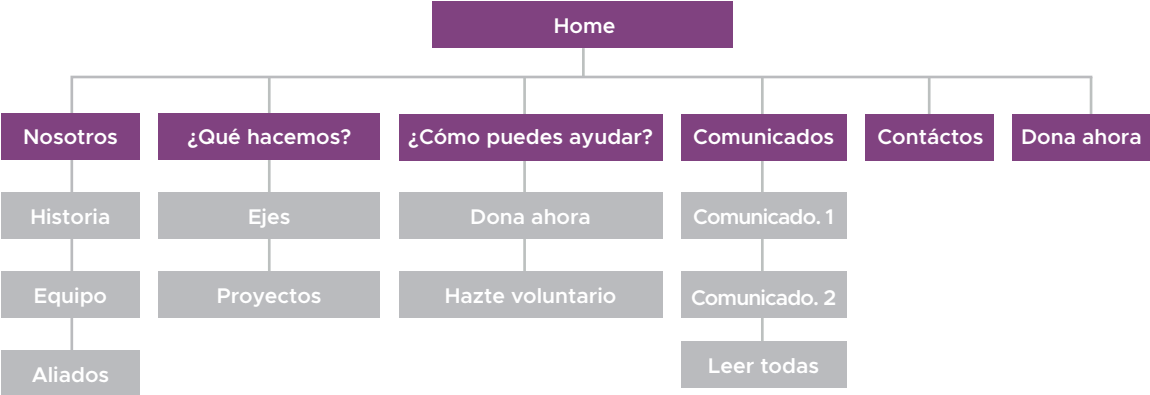 Home
Nosotros
¿Qué hacemos?
¿Cómo puedes ayudar?
Comunicados
Contáctos
Dona ahora
Historia
Ejes
Dona ahora
Comunicado. 1
Equipo
Proyectos
Hazte voluntario
Comunicado. 2
Aliados
Leer todas